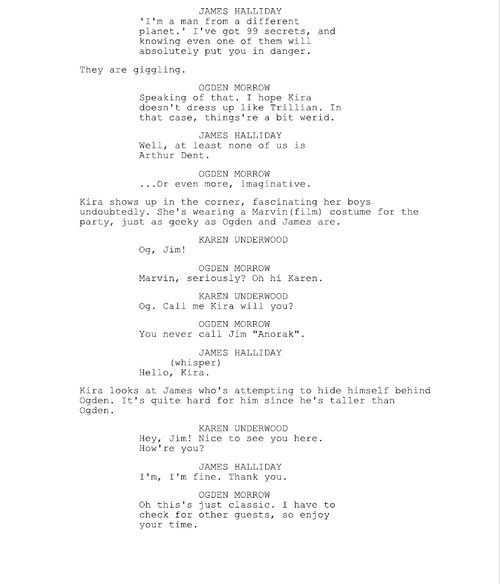 JAMES HALLIDAY
'I'm a man from a different
planet.' I've got 99 secrets, and
knowing even one of them will
absolutely put you in danger.
They are giggling.
OGDEN MORROW
Speaking of that. I hope Kira
doesn't dress up like Trillian. In
that case, things're a bit werid.
JAMES HALLIDAY
Well, at least none of us is
Arthur Dent.
OGDEN MORROW
...Or even more, imaginative.
Kira shows up in the corner, fascinating her boys
undoubtedly. She's wearing a Marvin(film) costume for the
party, just as geeky as Ogden and James are.
KAREN UNDERWOOD
Og, Jim!
OGDEN MORROW
Marvin, seriously? Oh hi Karen.
KAREN UNDERWOOD
Og. Call me Kira will you?
OGDEN MORROW
You never call Jim "Anorak".
JAMES HALLIDAY
(whisper)
Hello, Kira.
Kira looks at James who's attempting to hide himself behind
Ogden. It's quite hard for him since he's taller than
Ogden.
KAREN UNDERWOOD
Hey, Jim! Nice to see you here.
How're you?
JAMES HALLIDAY
I'm, I'm fine. Thank you.
OGDEN MORROW
Oh this's just classic. I have to
check for other guests, so enjoy
your time.